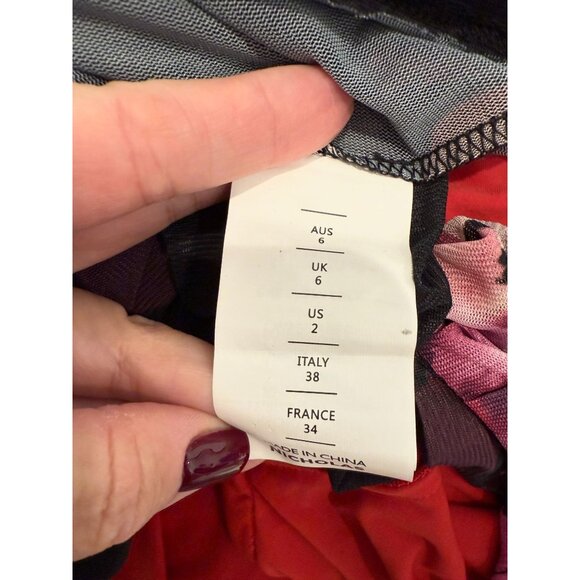 AUS
6
UK
6
US
2
ITALY
38
FRANCE
34
MADE IN CHINA
NICHOLAS